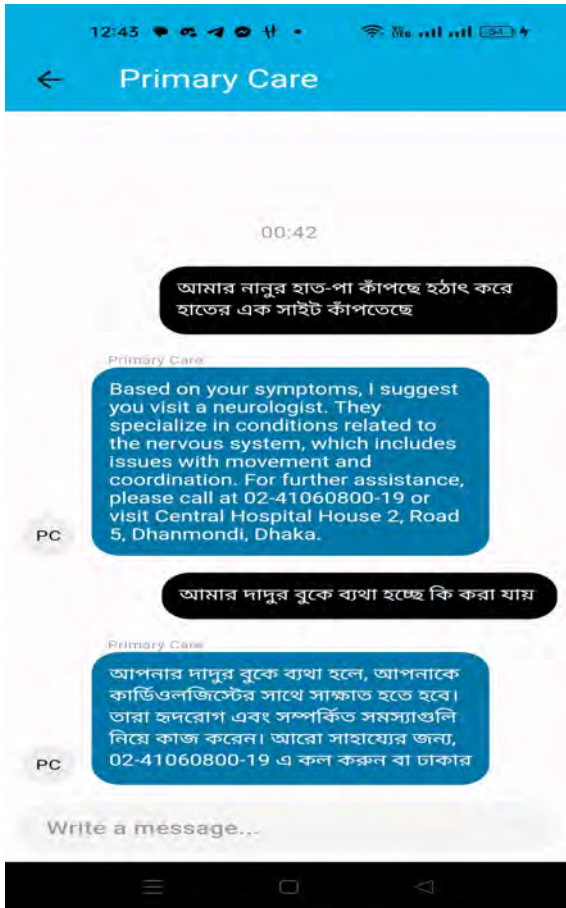 12:43
54
Primary Care
00:42
আমার নানুর হাত-পা কাঁপছে হঠাৎ করে
হাতের এক সাইট কাঁপতেছে
Primary Care
Based on your symptoms, I suggest
you visit a neurologist. They
specialize in conditions related to
the nervous system, which includes
issues with movement and
coordination. For further assistance,
please call at 02-41060800-19 or
visit Central Hospital House 2, Road
5, Dhanmondi, Dhaka.
PC
আমার দাদুর বুকে ব্যথা হচ্ছে কি করা যায়
Primary Care
আপনার দাদুর বুকে ব্যথা হলে, আপনাকে
কার্ডিওলজিস্টের সাথে সাক্ষাত হতে হবে।
তারা হৃদরোগ এবং সম্পর্কিত সমস্যাগুলি
নিয়ে কাজ করেন। আরো সাহায্যের জন্য,
02-41060800-19 এ কল করুন বা ঢাকার
PC
Write a message...